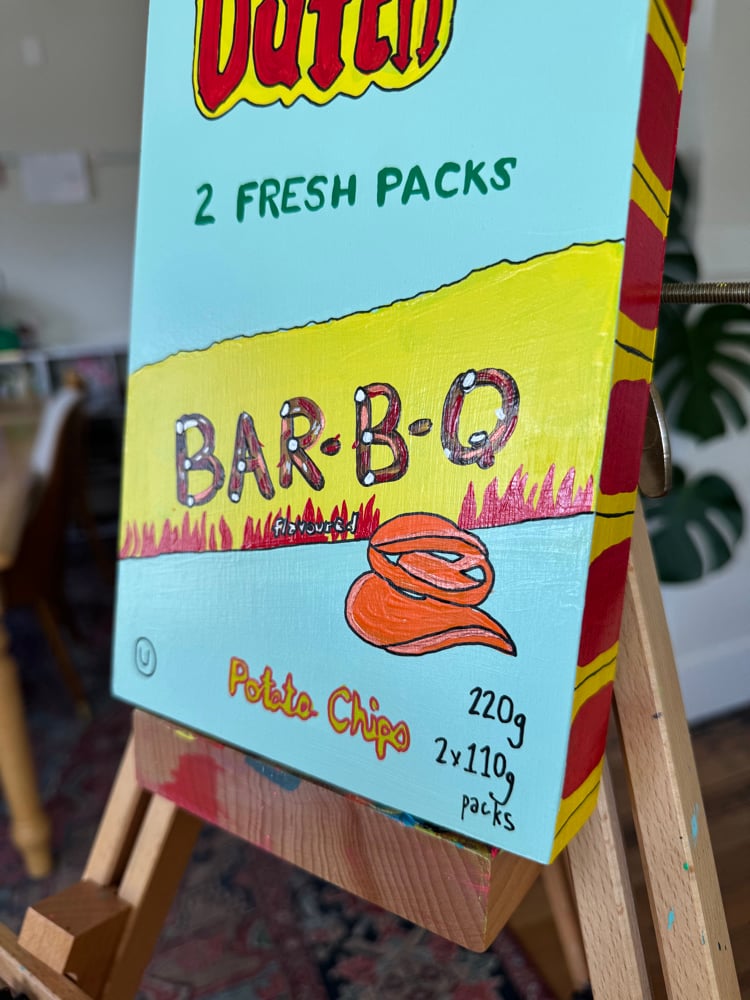 Dutch
2 FRESH PACKS
BAR-B-Q
flavoured
U
Potato Chips
220g
2x110g
packs